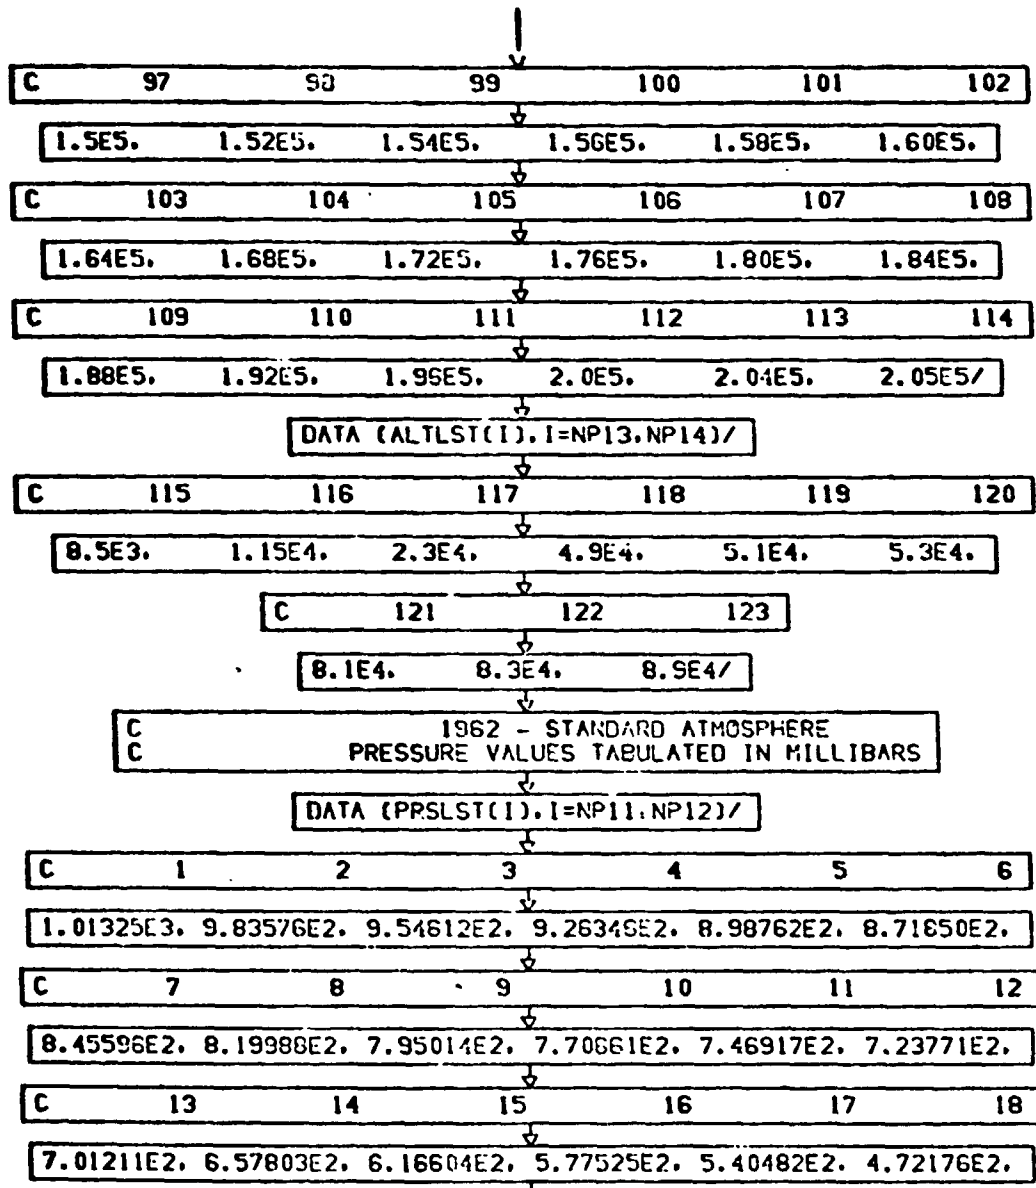 C 97 98 99 100 101 102
1.5E5, 1.52E5, 1.54E5, 1.56E5, 1.58E5, 1.60E5,
C 103 104 105 106 107 108
1.64E5, 1.68E5, 1.72E5, 1.76E5, 1.80E5, 1.84E5,
C 109 110 111 112 113 114
1.88E5, 1.92E5, 1.96E5, 2.0E5, 2.04E5, 2.05E5/
DATA (ALTLST(I),I=NP13,NP14)/
C 115 116 117 118 119 120
8.5E3, 1.15E4, 2.3E4, 4.9E4, 5.1E4, 5.3E4,
C 121 122 123
8.1E4, 8.3E4, 8.9E4/
C 1962 - STANDARD ATMOSPHERE
C PRESSURE VALUES TABULATED IN MILLIBARS
DATA (PRSLST(I),I=NP11,NP12)/
C 1 2 3 4 5 6
1.01325E3, 9.83576E2, 9.54612E2, 9.26346E2, 8.98762E2, 8.71850E2,
C 7 8 9 10 11 12
8.45596E2, 8.19988E2, 7.95014E2, 7.70661E2, 7.46917E2, 7.23771E2,
C 13 14 15 16 17 18
7.01211E2, 6.57803E2, 6.16604E2, 5.77525E2, 5.40482E2, 4.72176E2,